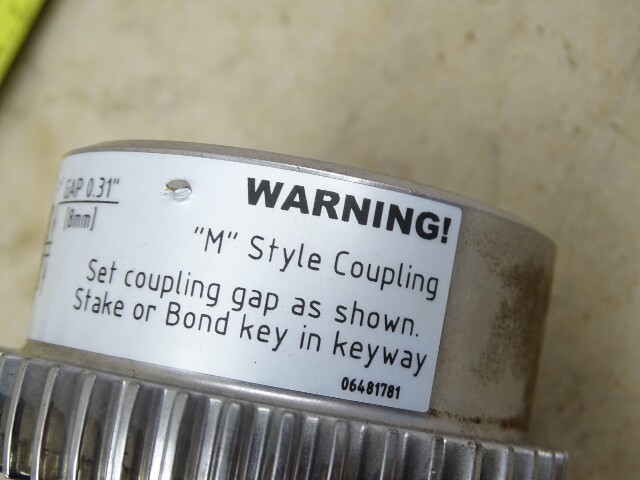 GAP 0.31"
[8mm]
WARNING!
"M" Style Coupling
Set coupling gap as shown.
Stake or Bond key in keyway
06481781